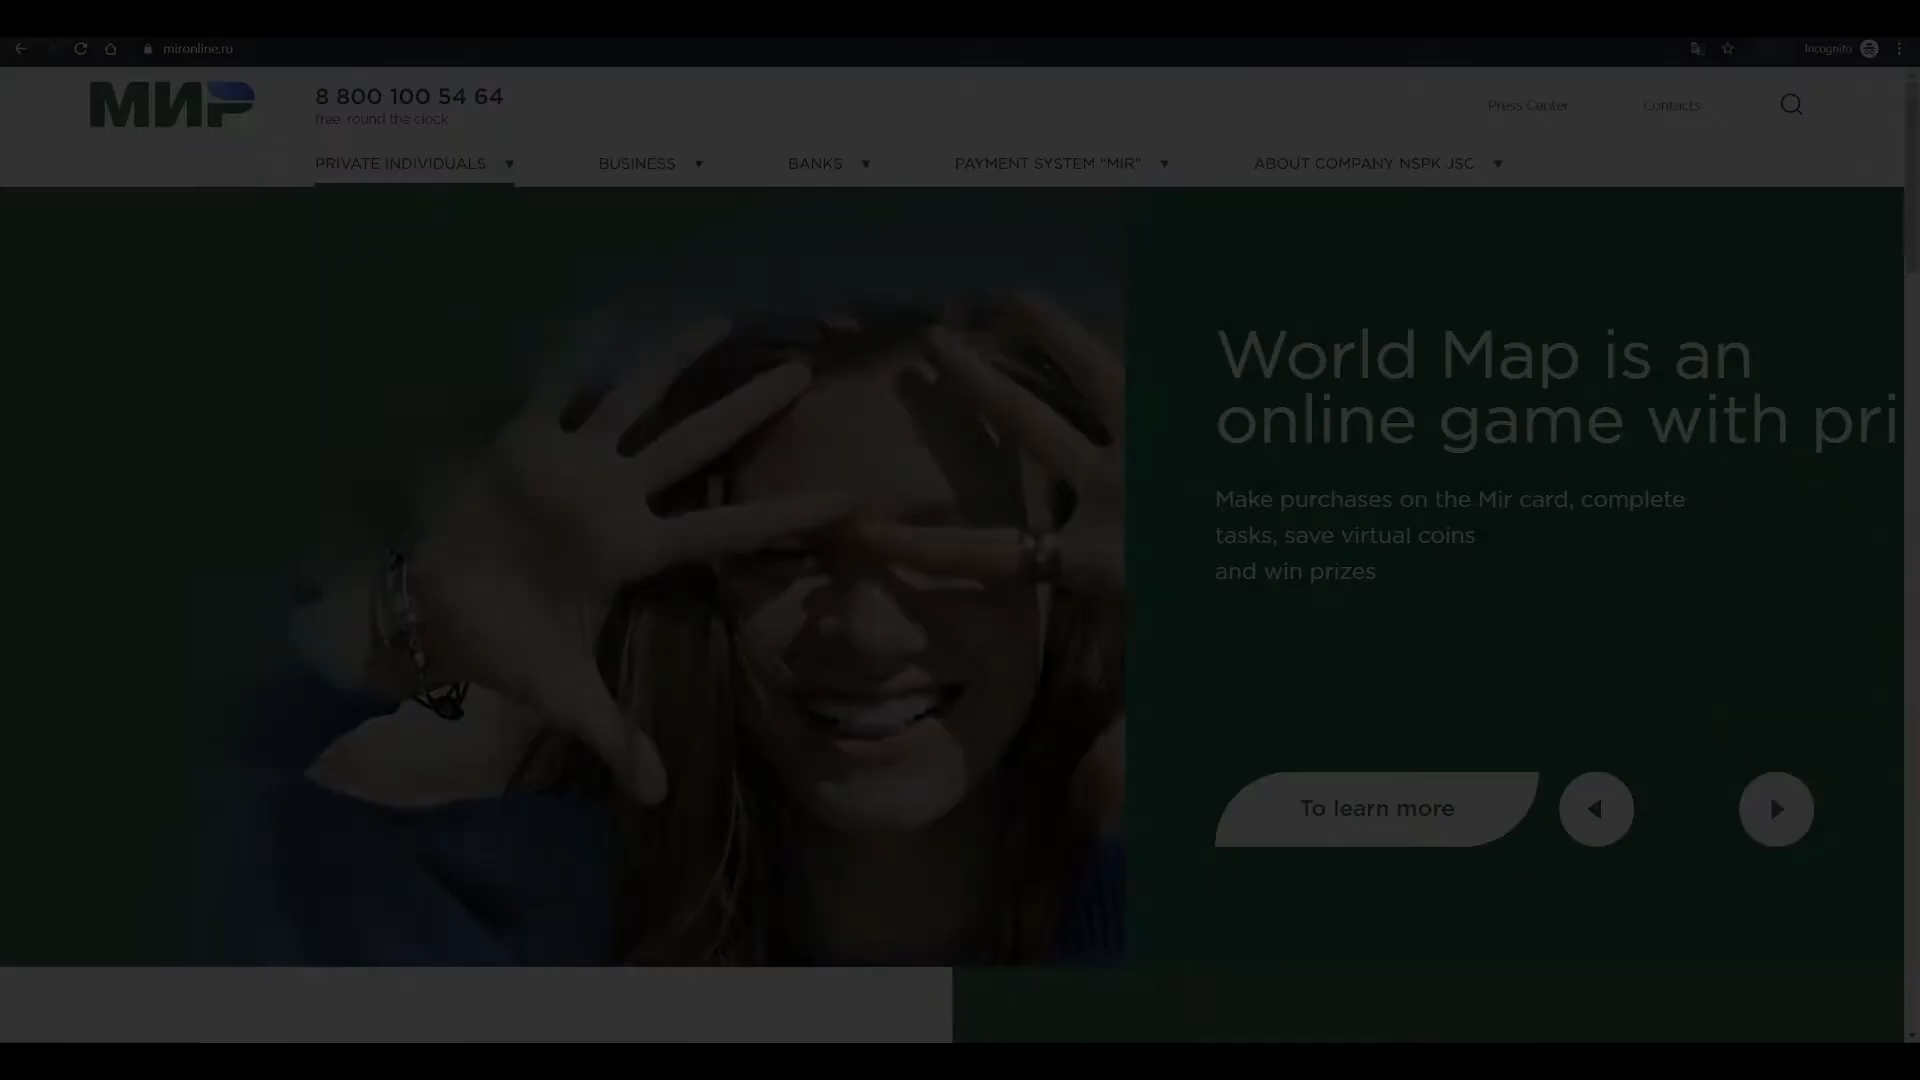 mironline.ru
Incognito
МИР
8 800 100 54 64
free, round the clock
Press Center
Contacts
PRIVATE INDIVIDUALS
BUSINESS
BANKS
PAYMENT SYSTEM "MIR"
ABOUT COMPANY NSPK JSC
World Map is an
online game with pri
Make purchases on the Mir card, complete
tasks, save virtual coins
and win prizes
To learn more